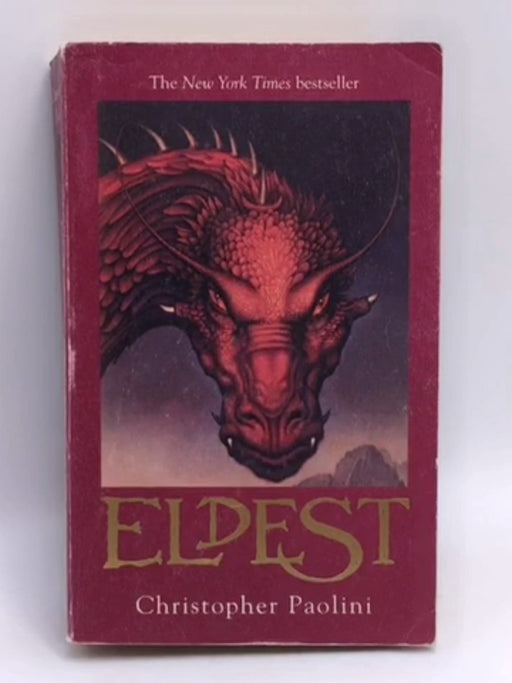 The New York Times bestseller
ELDEST
Christopher Paolini